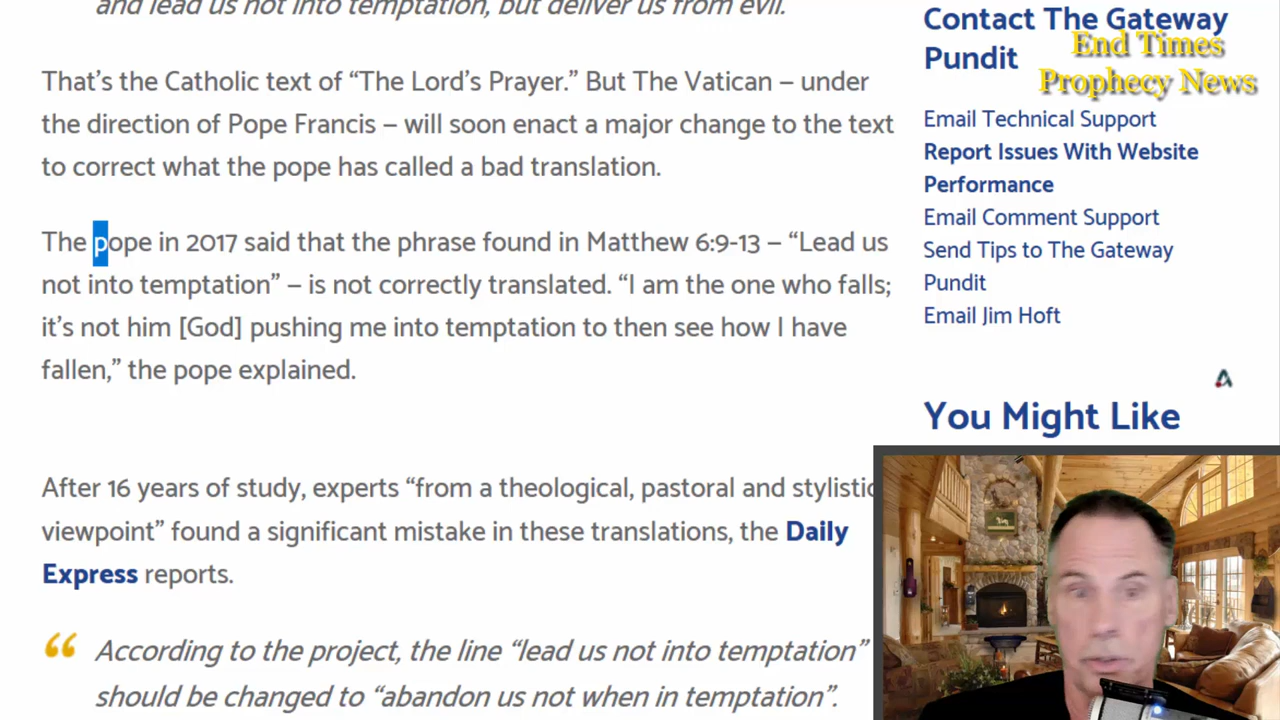 and lead us not into temptation, but deliver us from evil.
That's the Catholic text of “The Lord's Prayer.” But The Vatican – under
the direction of Pope Francis – will soon enact a major change to the text
to correct what the pope has called a bad translation.
The pope in 2017 said that the phrase found in Matthew 6:9-13 – “Lead us
not into temptation” – is not correctly translated. “I am the one who falls;
it's not him [God] pushing me into temptation to then see how I have
fallen,” the pope explained.
After 16 years of study, experts “from a theological, pastoral and stylistic
viewpoint” found a significant mistake in these translations, the Daily
Express reports.
“ According to the project, the line “lead us not into temptation”
should be changed to “abandon us not when in temptation”.
Contact The Gateway
Pundit
End Times
Prophecy News
Email Technical Support
Report Issues With Website
Performance
Email Comment Support
Send Tips to The Gateway
Pundit
Email Jim Hoft
You Might Like